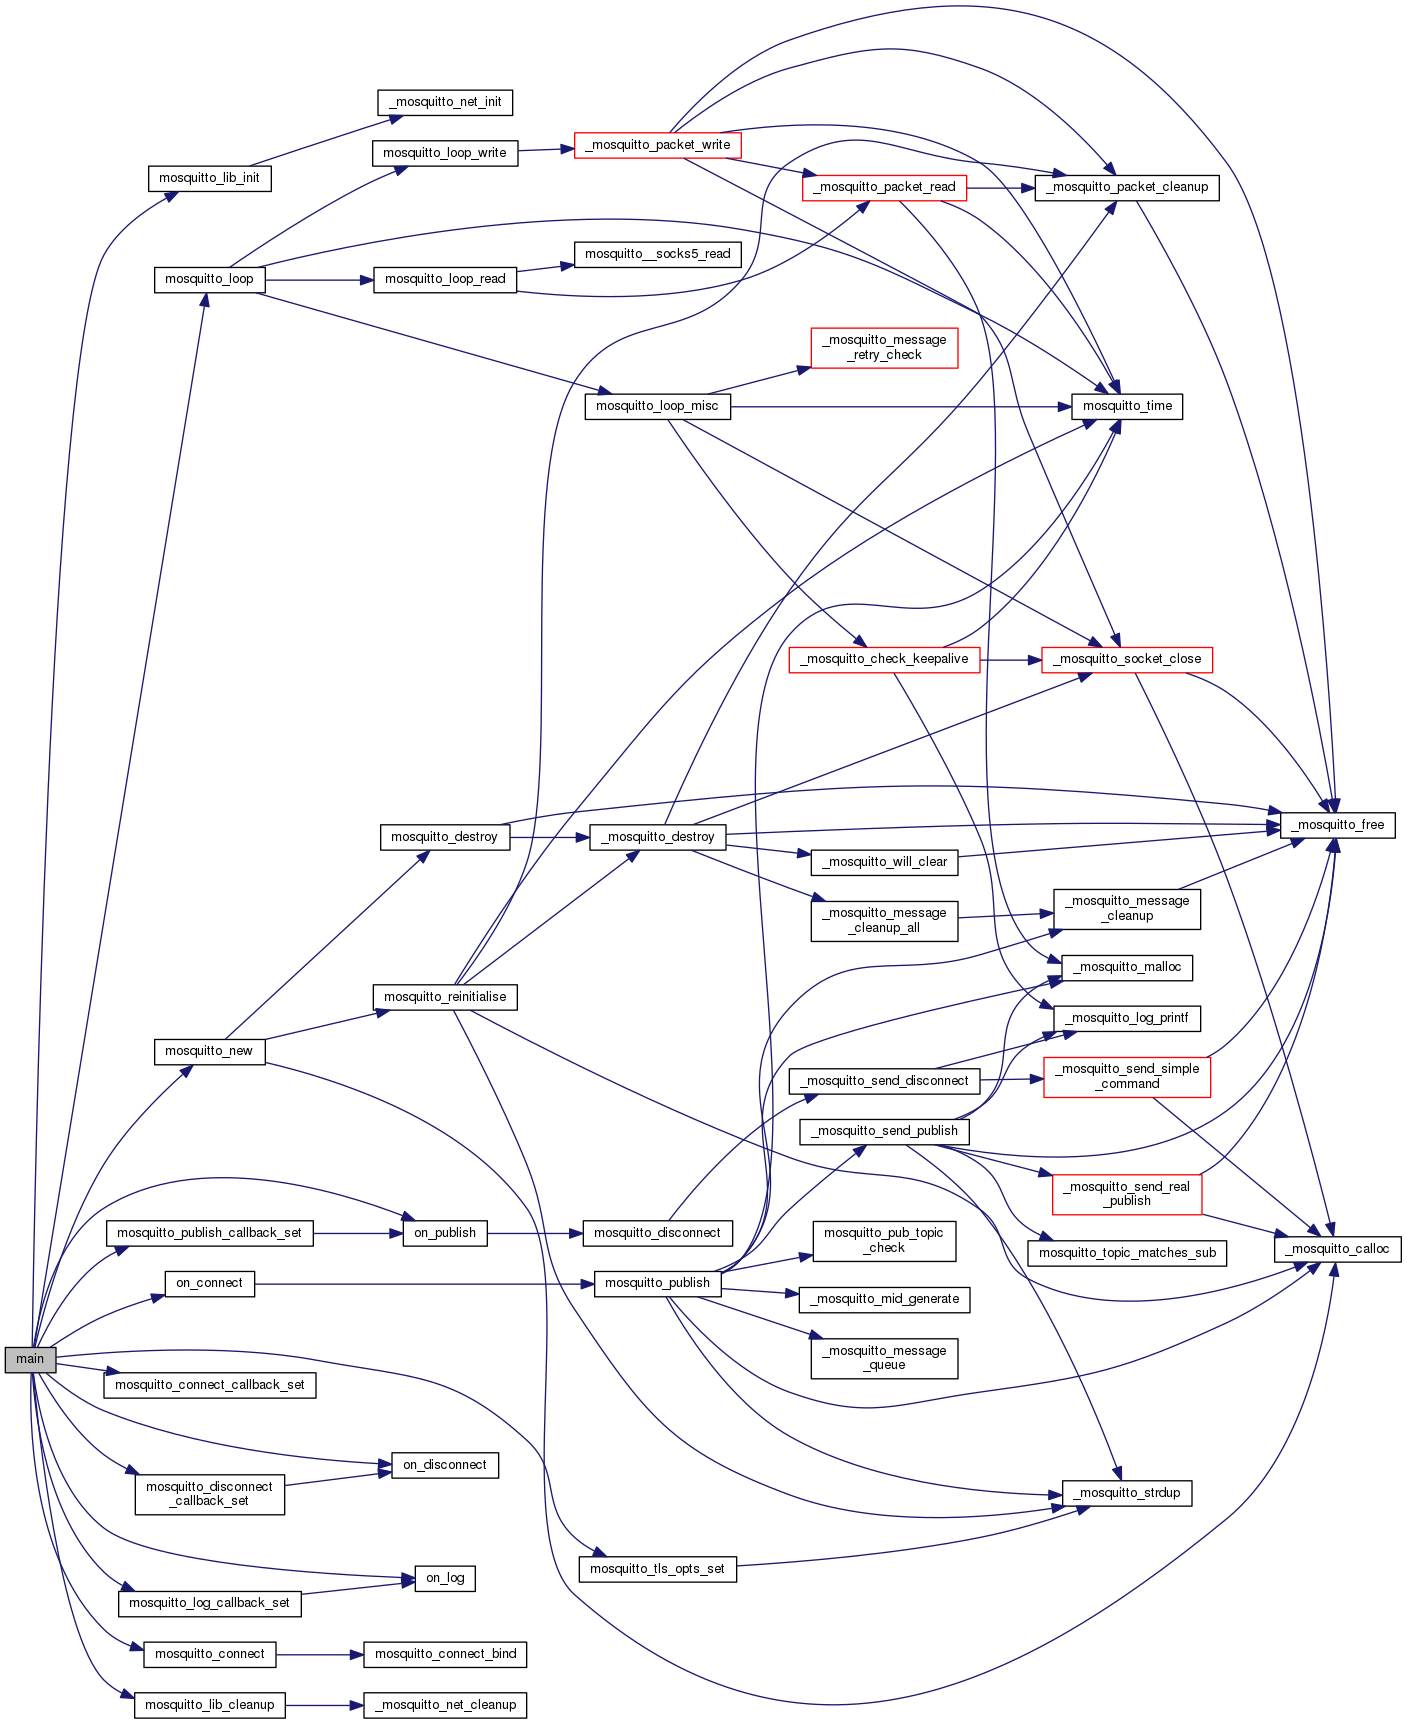 _mosquitto_net_init
mosquitto_loop_write
_mosquitto_packet_write
mosquitto_lib_init
_mosquitto_packet_read
_mosquitto_packet_cleanup
mosquitto__socks5_read
mosquitto_loop
mosquitto_loop_read
_mosquitto_message
_retry_check
mosquitto_loop_misc
mosquitto_time
_mosquitto_check_keepalive
_mosquitto_socket_close
mosquitto_destroy
_mosquitto_destroy
_mosquitto_free
_mosquitto_will_clear
_mosquitto_message
_cleanup_all
_mosquitto_message
_cleanup
_mosquitto_malloc
mosquitto_reinitialise
_mosquitto_log_printf
mosquitto_new
_mosquitto_send_disconnect
_mosquitto_send_simple
_command
_mosquitto_send_publish
_mosquitto_send_real
_publish
mosquitto_publish_callback_set
on_publish
mosquitto_disconnect
mosquitto_pub_topic
_check
mosquitto_topic_matches_sub
_mosquitto_calloc
on_connect
mosquitto_publish
_mosquitto_mid_generate
main
_mosquitto_message
_queue
mosquitto_connect_callback_set
on_disconnect
mosquitto_disconnect
_callback_set
_mosquitto_strdup
mosquitto_tls_opts_set
on_log
mosquitto_log_callback_set
mosquitto_connect
mosquitto_connect_bind
mosquitto_lib_cleanup
_mosquitto_net_cleanup